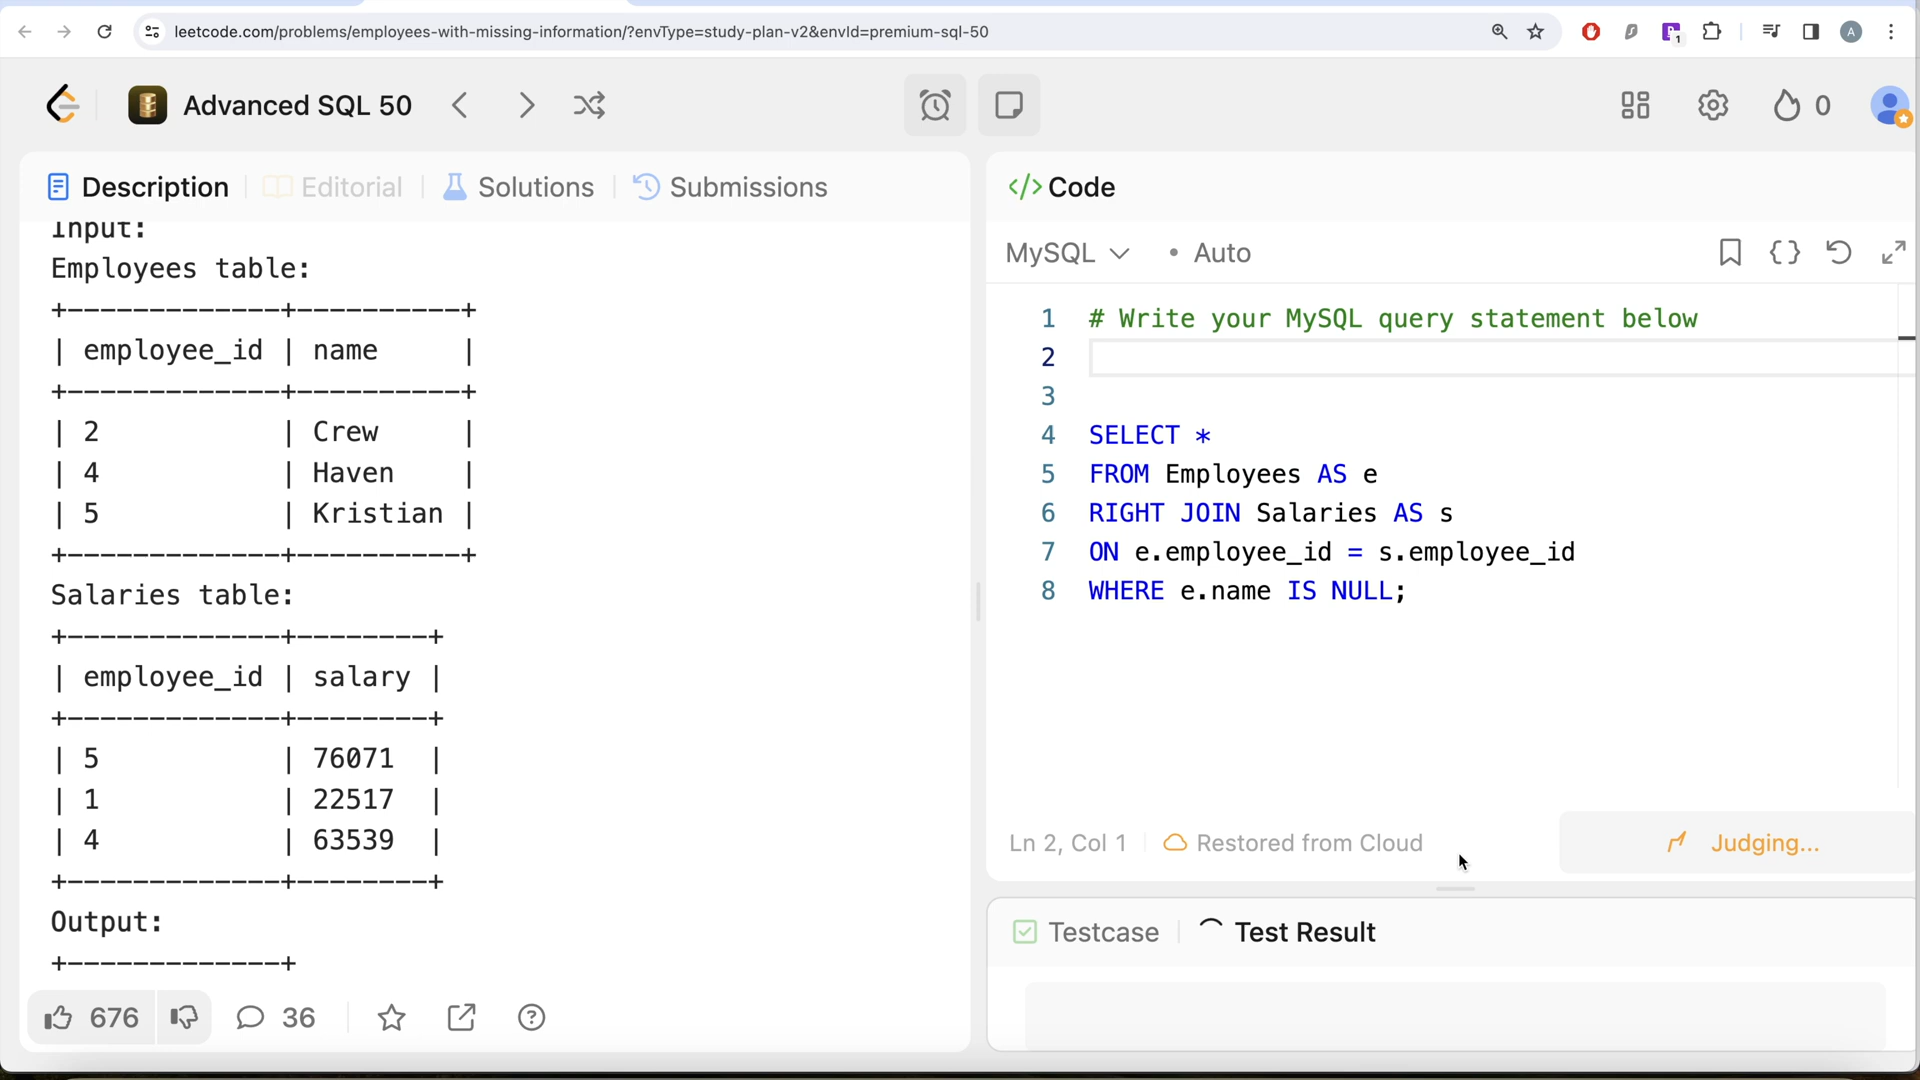 leetcode.com/problems/employees-with-missing-information/?envType=study-plan-v2&envId=premium-sql-50
1
A
Advanced SQL 50
0
Description
Editorial
Solutions
Submissions
Input:
Employees table:
+-------------+----------+
| employee_id | name     |
+-------------+----------+
| 2           | Crew     |
| 4           | Haven    |
| 5           | Kristian |
+-------------+----------+
Salaries table:
+-------------+--------+
| employee_id | salary |
+-------------+--------+
| 5           | 76071  |
| 1           | 22517  |
| 4           | 63539  |
+-------------+--------+
Output:
+-------------+
676
36
</> Code
MySQL
• Auto
{}
1 # Write your MySQL query statement below
2
3
4 SELECT *
5 FROM Employees AS e
6 RIGHT JOIN Salaries AS s
7 ON e.employee_id = s.employee_id
8 WHERE e.name IS NULL;
Ln 2, Col 1
Restored from Cloud
Judging...
Testcase
Test Result